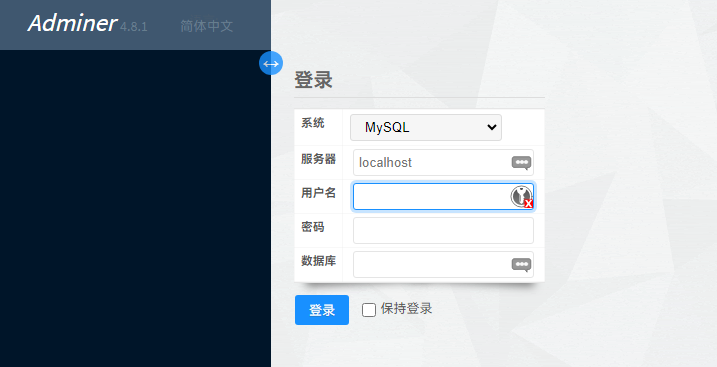 Adminer 4.8.1 简体中文
登录
系统 MySQL
服务器 localhost
用户名
密码
数据库
登录 保持登录